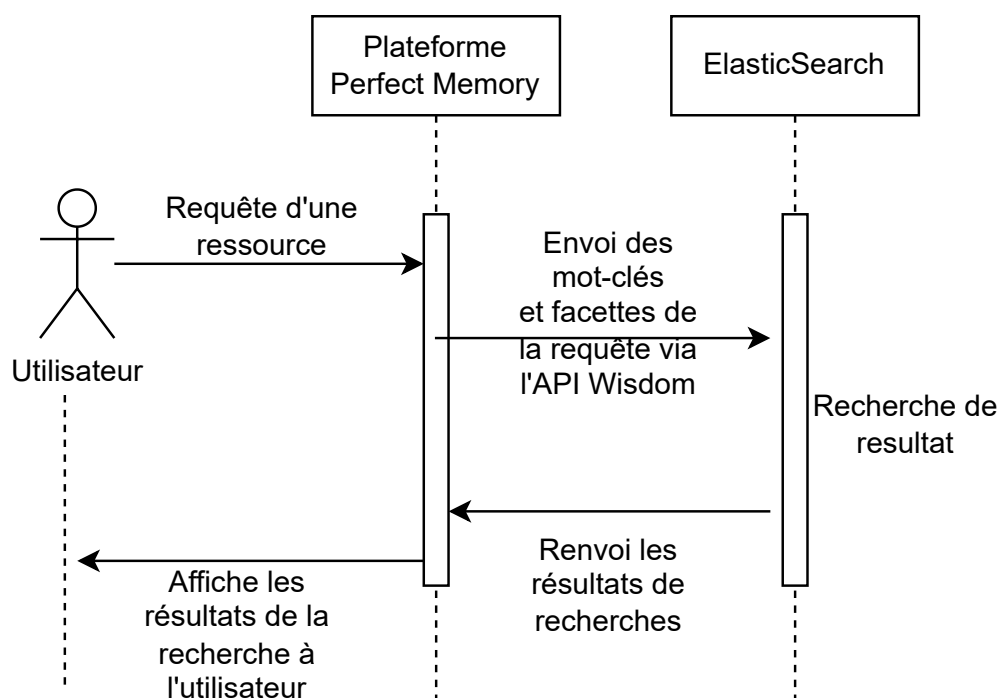 Plateforme
Perfect Memory
ElasticSearch
Requête d'une
ressource
Envoi des
mot-clés
et facettes de
la requête via
l'API Wisdom
Utilisateur
Recherche de
resultat
Renvoi les
résultats de
recherches
Affiche les
résultats de la
recherche à
l'utilisateur